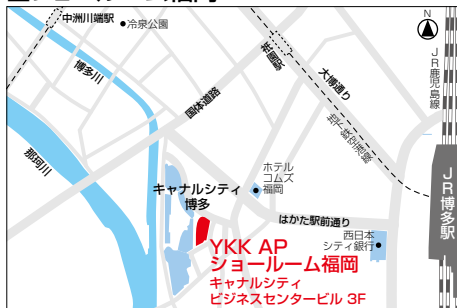 中洲川端駅
冷泉公園
博多川
国体道路
祇園駅
大博通り
地下鉄空港線
N
JR鹿児島線
那珂川
キャナルシティ
博多
ホテル
コムズ
福岡
はかた駅前通り
西日本
シティ銀行
JR博多駅
YKK AP
ショールーム福岡
キャナルシティ
ビジネスセンタービル 3F